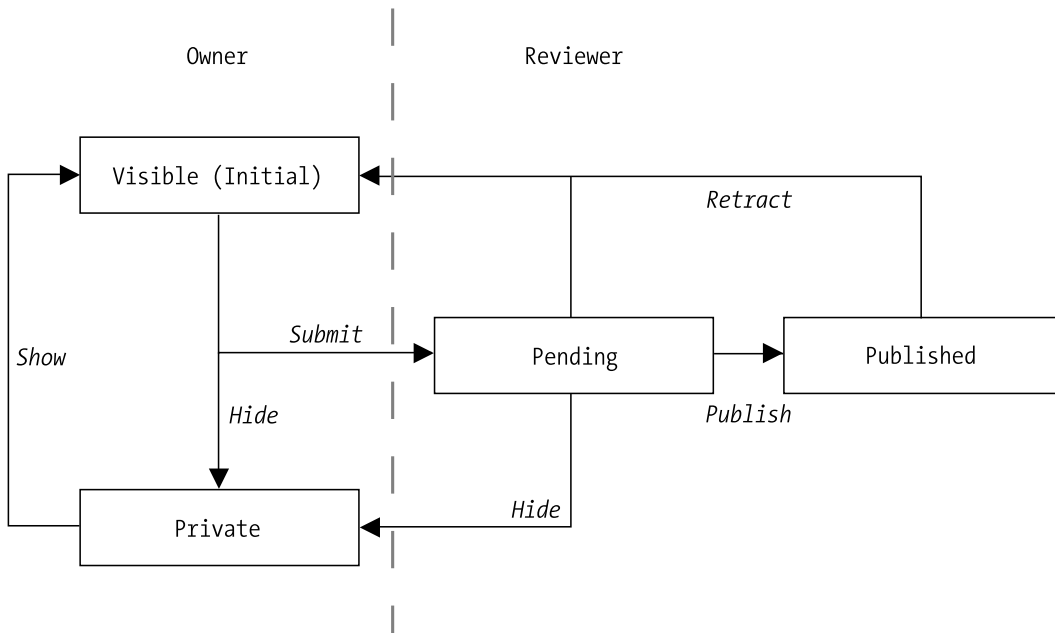 Owner
Reviewer
Visible (Initial)
Retract
Submit
Show
Pending
Published
Hide
Publish
Hide
Private